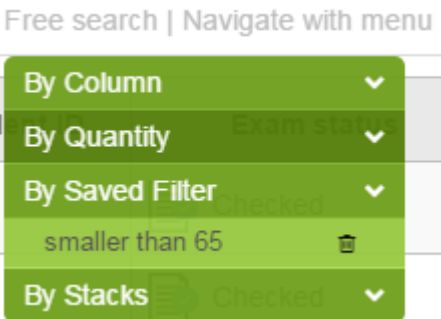 Free search | Navigate with menu
By Column
By Quantity
Exam status
By Saved Filter
Checked
smaller than 65
By Stacks
Checked